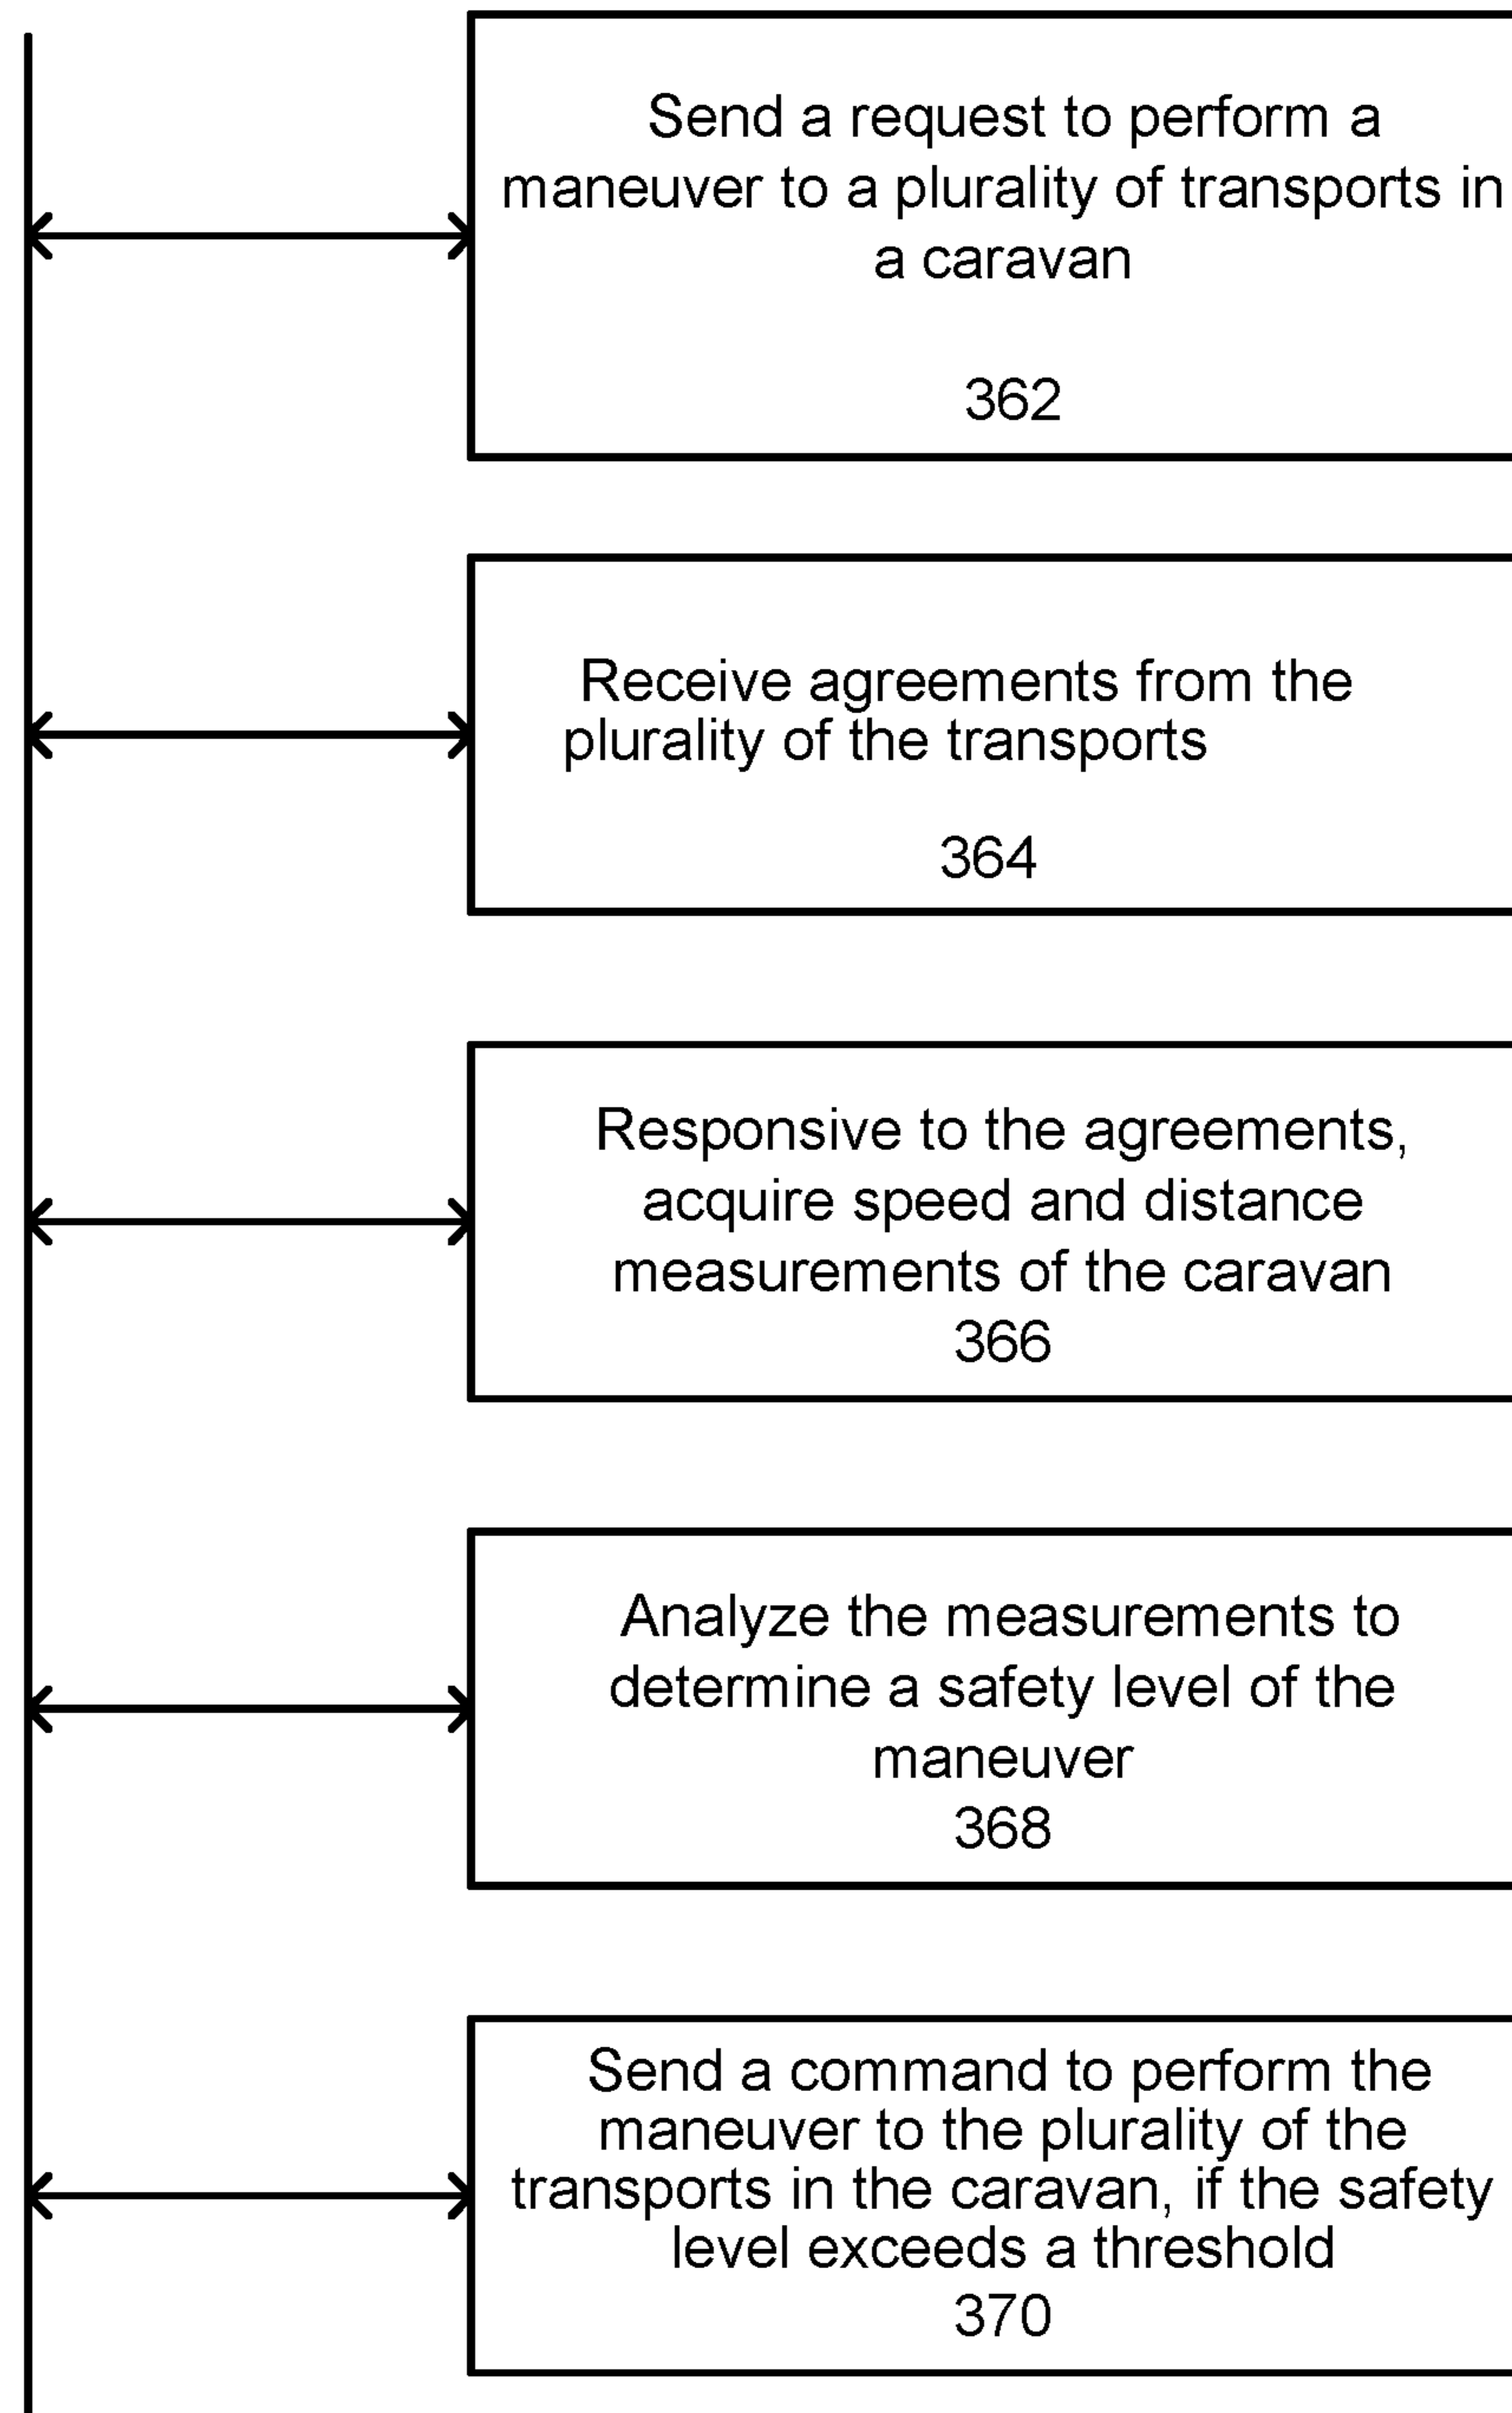 Send a request to perform a
maneuver to a plurality of transports in
a caravan
362
Receive agreements from the
plurality of the transports
364
Responsive to the agreements,
acquire speed and distance
measurements of the caravan
366
Analyze the measurements to
determine a safety level of the
maneuver
368
Send a command to perform the
maneuver to the plurality of the
transports in the caravan, if the safety
level exceeds a threshold
370